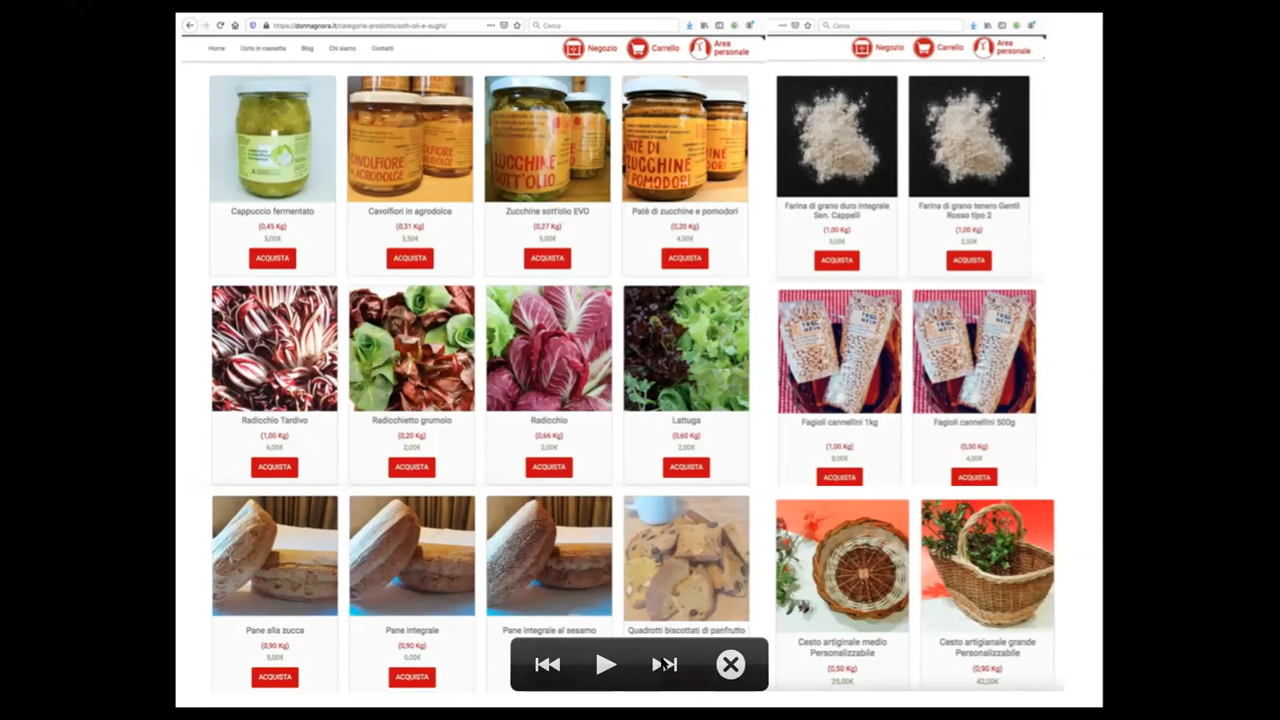 https://donnagnora.it/categorie-prodotto/sott-oli-e-sughi/
Cerca
Cerca
Home
L'orto in cassetta
Blog
Chi siamo
Contatti
Negozio
Carrello
Area
personale
Negozio
Carrello
Area
personale
CAVOLFIORE
IN AGRODOLCE
ZUCCHINE
SOTT'OLIO
PATÈ DI
ZUCCHINE
E POMODORI
Cappuccio fermentato
(0,45 Kg)
5,00€
ACQUISTA
Cavolfiori in agrodolce
(0,31 Kg)
3,50€
ACQUISTA
Zucchine sott'olio EVO
(0,27 Kg)
5,00€
ACQUISTA
Patè di zucchine e pomodori
(0,20 Kg)
4,50€
ACQUISTA
Farina di grano duro integrale
Sen. Cappelli
(1,00 Kg)
3,00€
ACQUISTA
Farina di grano tenero Gentil
Rosso tipo 2
(1,00 Kg)
3,50€
ACQUISTA
Radicchio Tardivo
(1,00 Kg)
6,00€
ACQUISTA
Radicchietto grumolo
(0,20 Kg)
2,00€
ACQUISTA
Radicchio
(0,66 Kg)
2,00€
ACQUISTA
Lattuga
(0,60 Kg)
2,00€
ACQUISTA
Fagioli cannellini 1kg
(1,00 Kg)
8,00€
ACQUISTA
Fagioli cannellini 500g
(0,50 Kg)
4,50€
ACQUISTA
Pane alla zucca
(0,90 Kg)
5,00€
ACQUISTA
Pane integrale
(0,90 Kg)
5,00€
ACQUISTA
Pane integrale al sesamo
Quadrotti biscottati di panfrutto
Cesto artiginale medio
Personalizzabile
(0,50 Kg)
25,00€
Cesto artigianale grande
Personalizzabile
(0,90 Kg)
42,00€